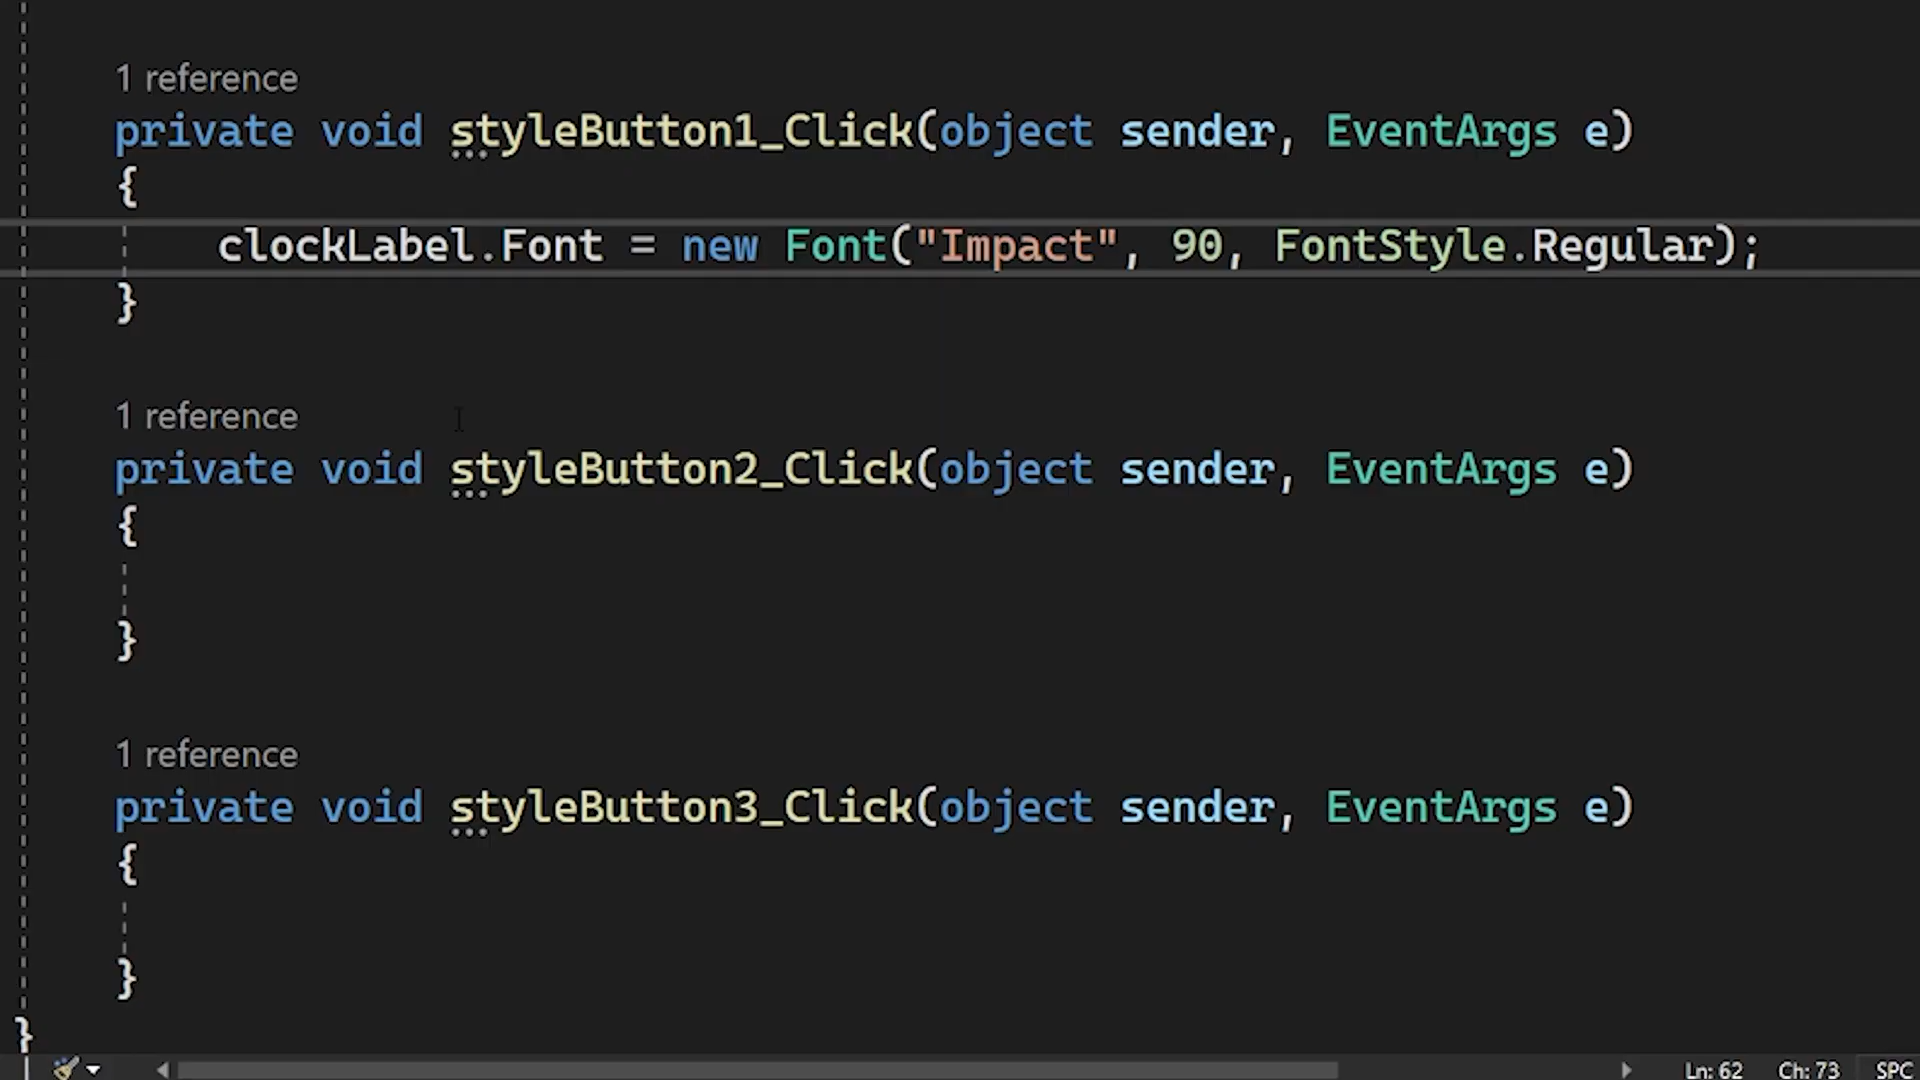 1 reference
private void styleButton1_Click(object sender, EventArgs e)
{
clockLabel.Font = new Font("Impact", 90, FontStyle.Regular);
}
1 reference
private void styleButton2_Click(object sender, EventArgs e)
{
}
1 reference
private void styleButton3_Click(object sender, EventArgs e)
{
}
}
Ln: 62 Ch: 73 SPC